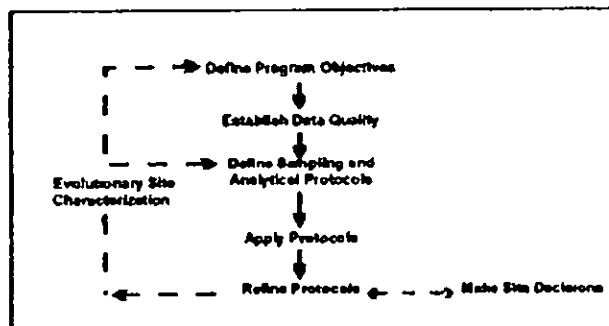 Define Program Objectives
Establish Data Quality
Define Sampling and
Analytical Protocols
Evolutionary Site
Characterization
Apply Protocols
Refine Protocols
Make Site Decisions